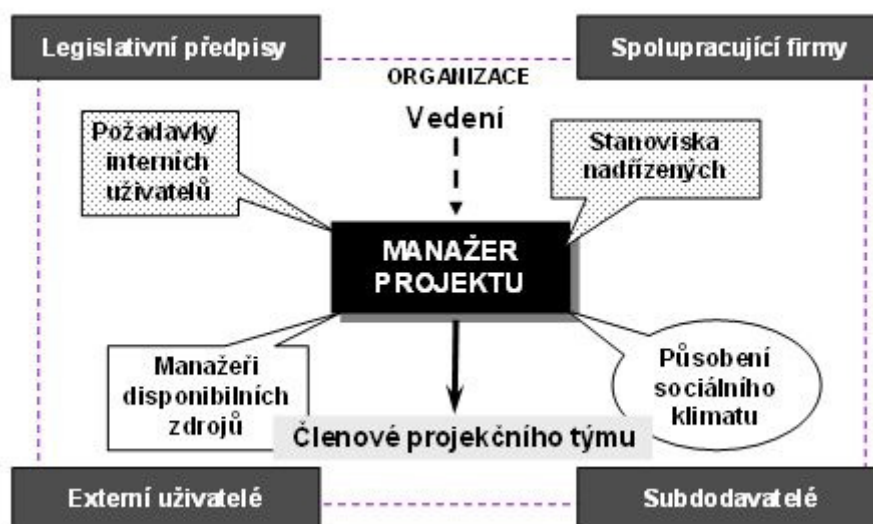 Legislativní předpisy
Spolupracující firmy
ORGANIZACE
Vedení
Požadavky
interních
uživatelů
Stanoviska
nadřízených
MANAŽER
PROJEKTU
Manažeři
disponibilních
zdrojů
Působení
sociálního
klimatu
Členové projekčního týmu
Externí uživatelé
Subdodavatelé